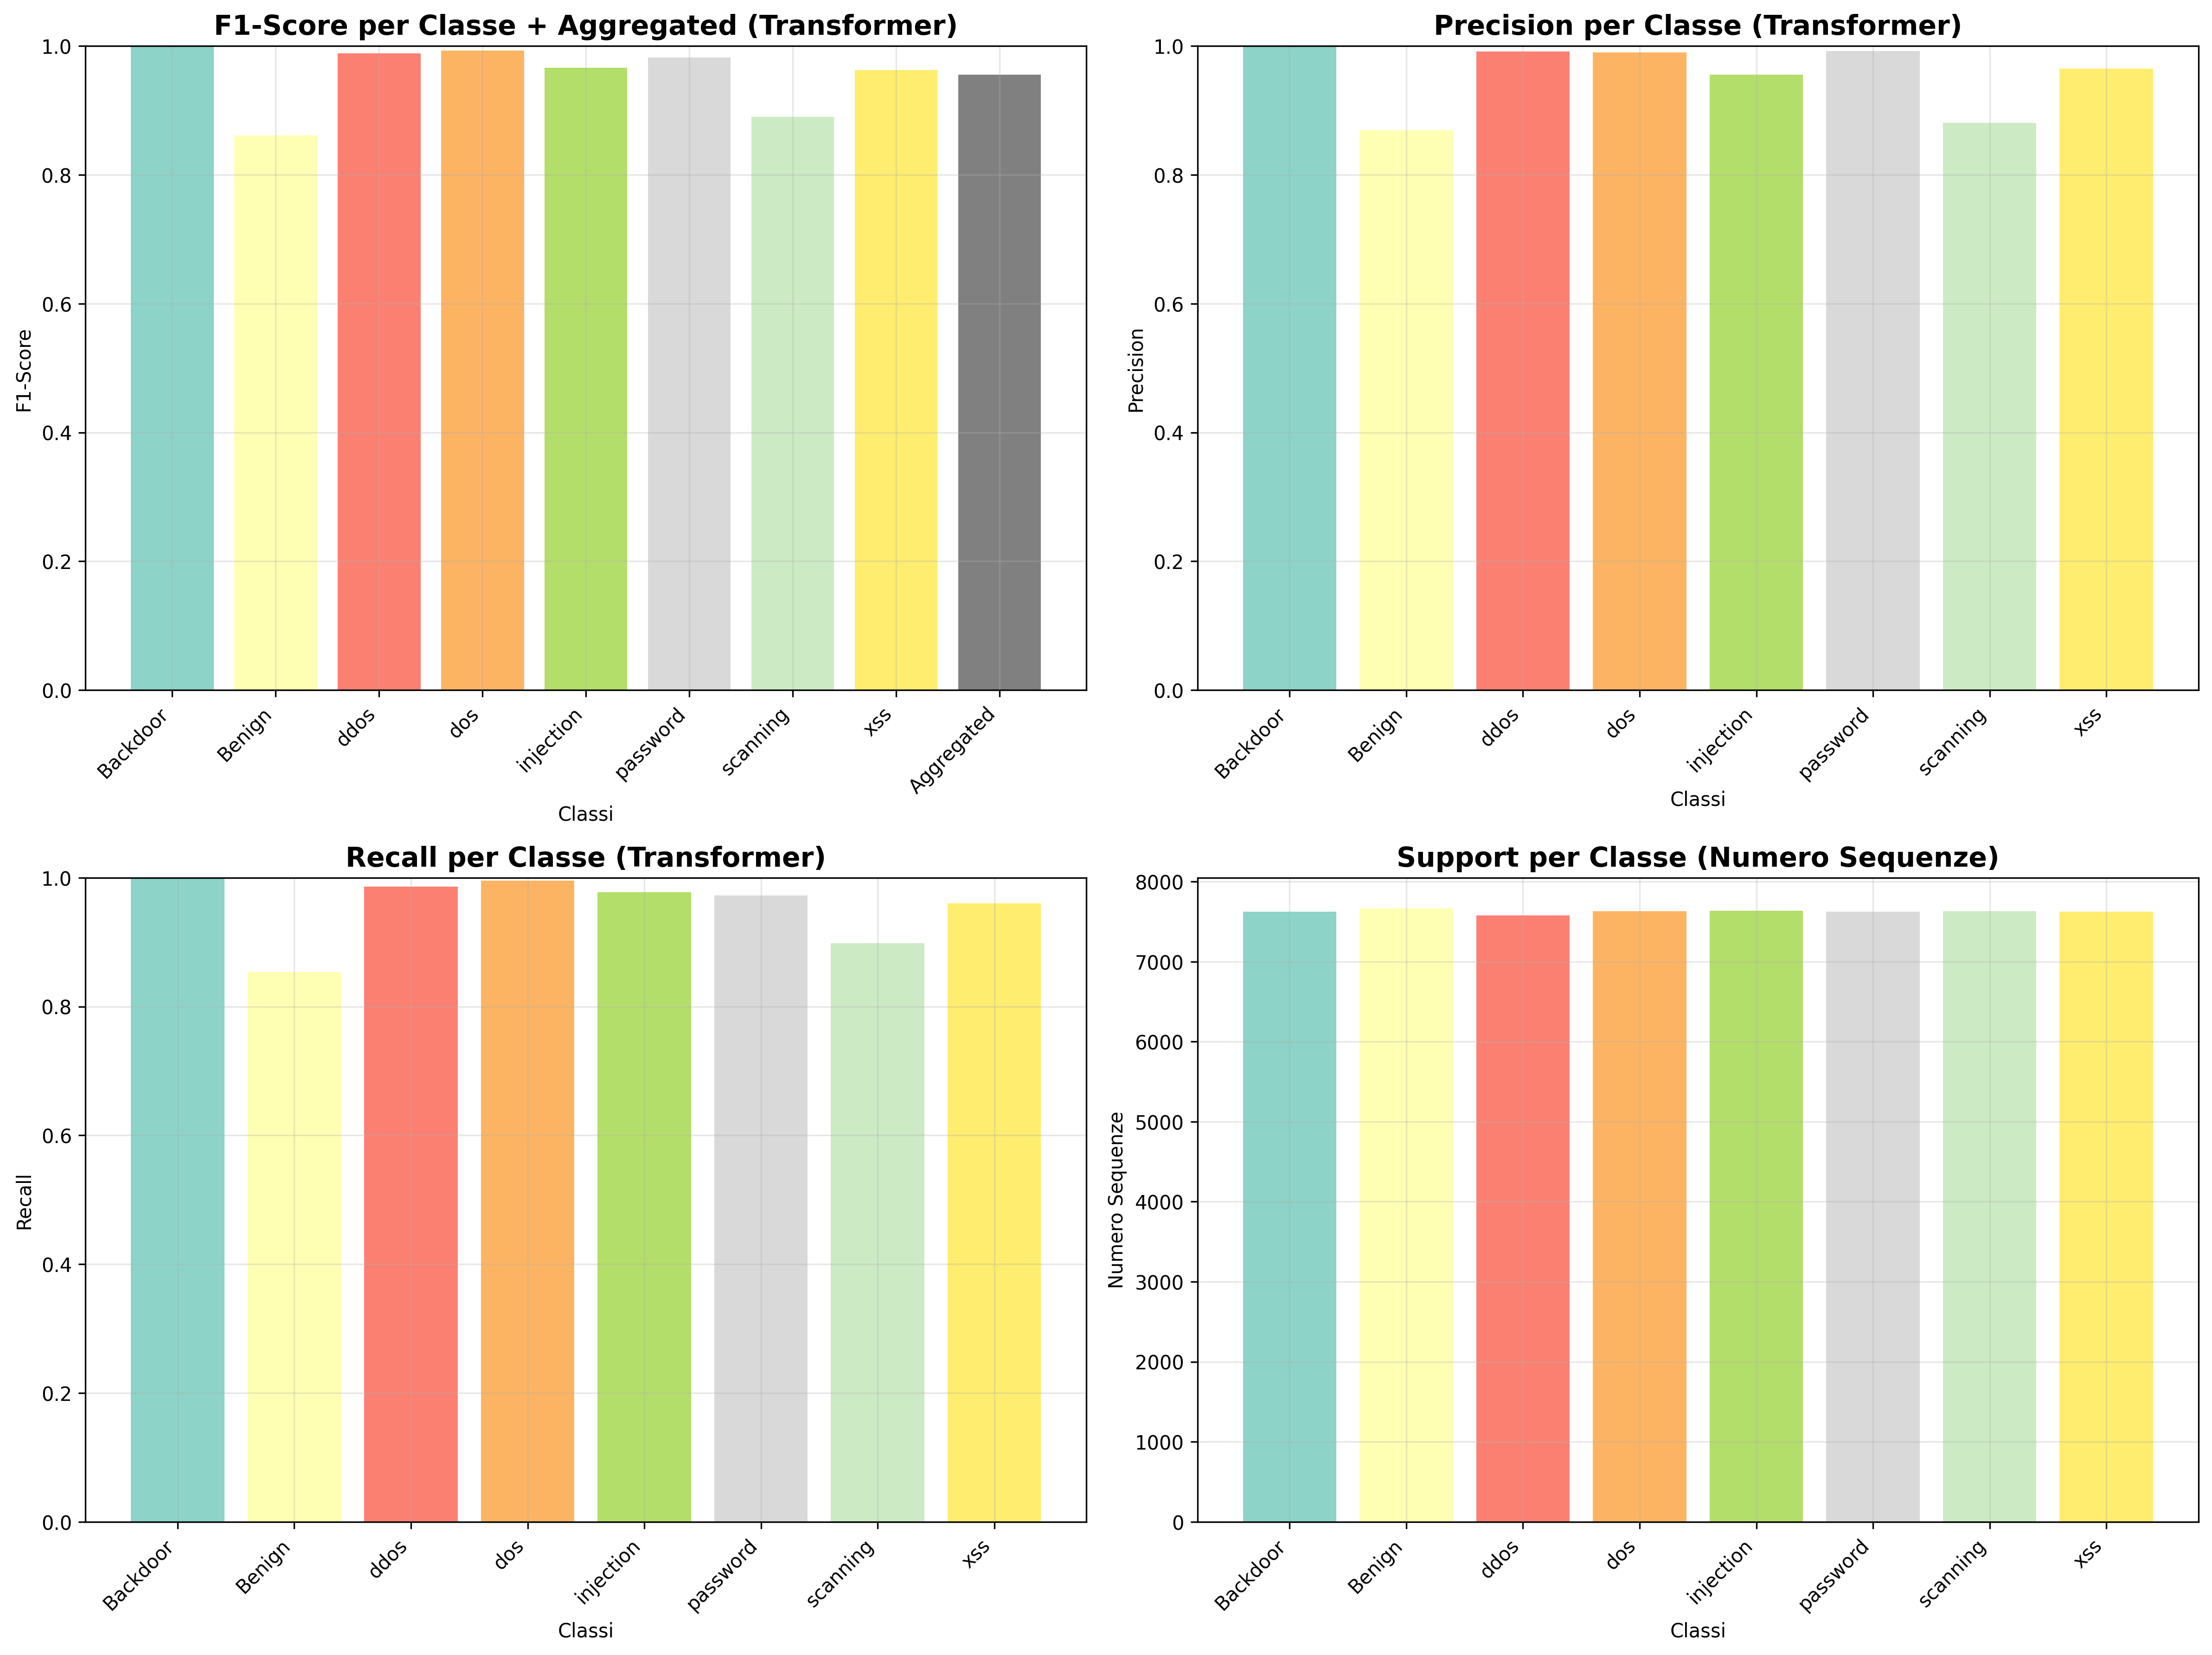 F1-Score per Classe + Aggregated (Transformer)
1.0
0.8
0.6
0.4
0.2
0.0
F1-Score
Backdoor
Benign
ddos
dos
injection
password
scanning
xss
Aggregated
Classi
Precision per Classe (Transformer)
1.0
0.8
0.6
0.4
0.2
0.0
Precision
Backdoor
Benign
ddos
dos
injection
password
scanning
xss
Classi
Recall per Classe (Transformer)
1.0
0.8
0.6
0.4
0.2
0.0
Recall
Backdoor
Benign
ddos
dos
injection
password
scanning
xss
Classi
Support per Classe (Numero Sequenze)
8000
7000
6000
5000
4000
3000
2000
1000
0
Numero Sequenze
Backdoor
Benign
ddos
dos
injection
password
scanning
xss
Classi